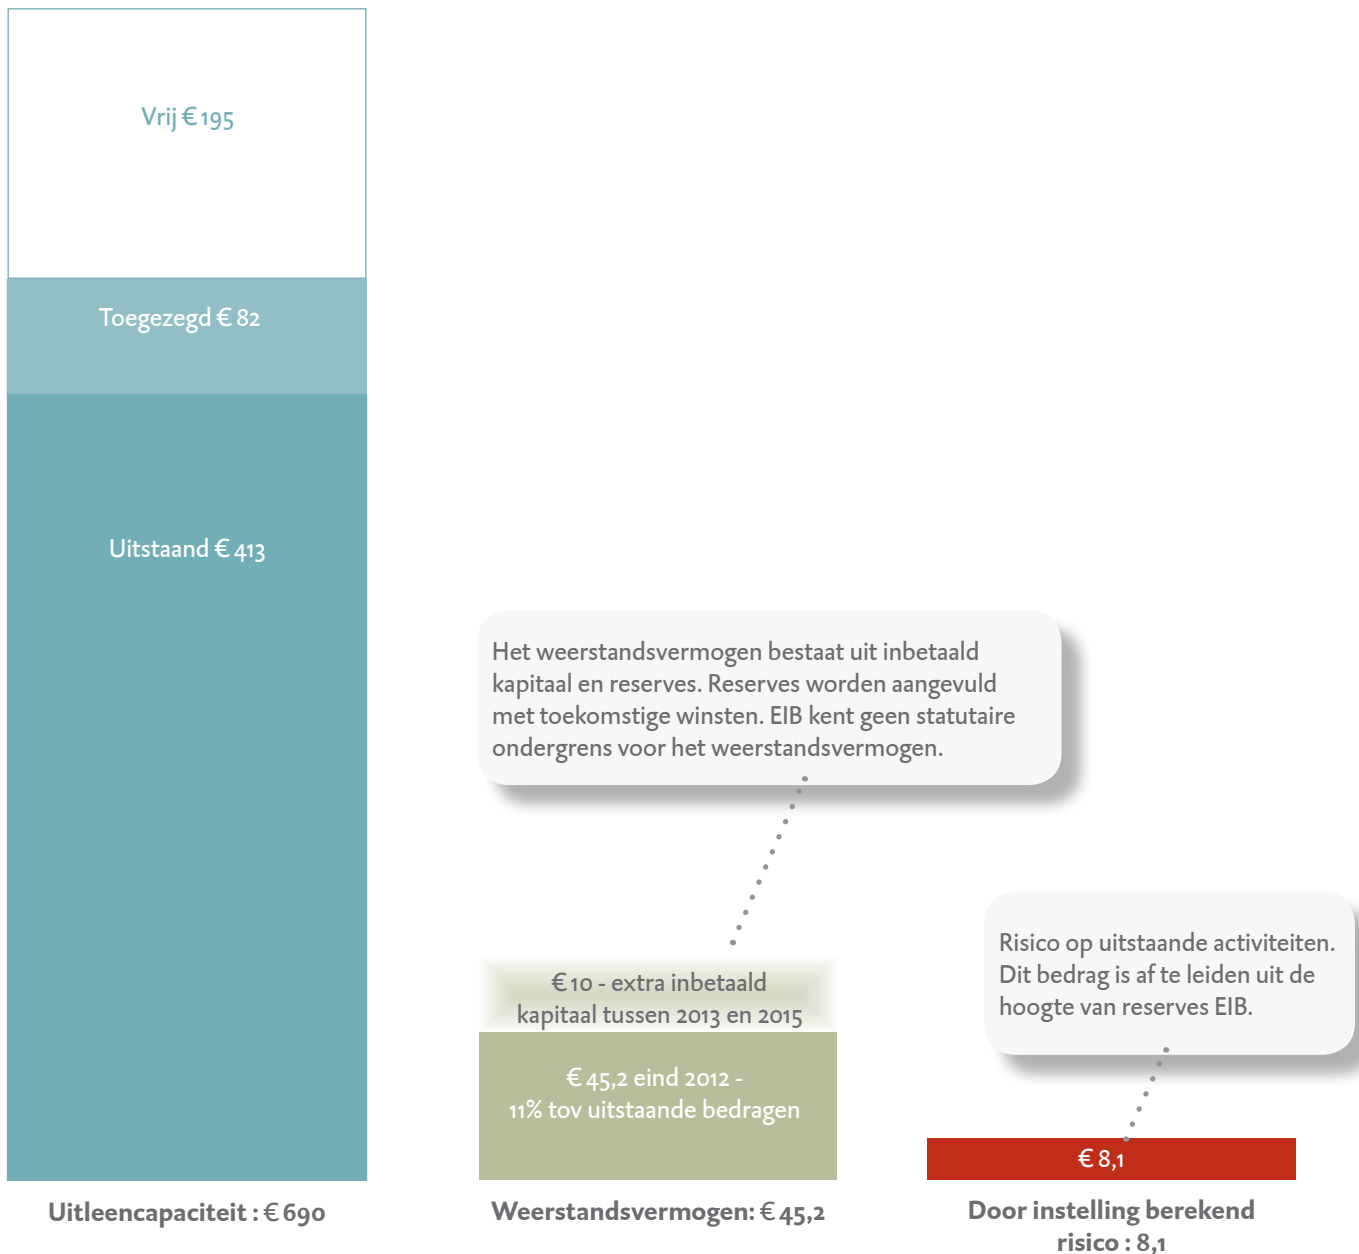 Vrij € 195
Toegezegd € 82
Uitstaand € 413
Uitleencapaciteit : € 690
Het weerstandsvermogen bestaat uit inbetaald
kapitaal en reserves. Reserves worden aangevuld
met toekomstige winsten. EIB kent geen statutaire
ondergrens voor het weerstandsvermogen.
€ 10 - extra inbetaald
kapitaal tussen 2013 en 2015
€ 45,2 eind 2012 -
11% tov uitstaande bedragen
Weerstandsvermogen: € 45,2
Risico op uitstaande activiteiten.
Dit bedrag is af te leiden uit de
hoogte van reserves EIB.
€ 8,1
Door instelling berekend
risico : 8,1